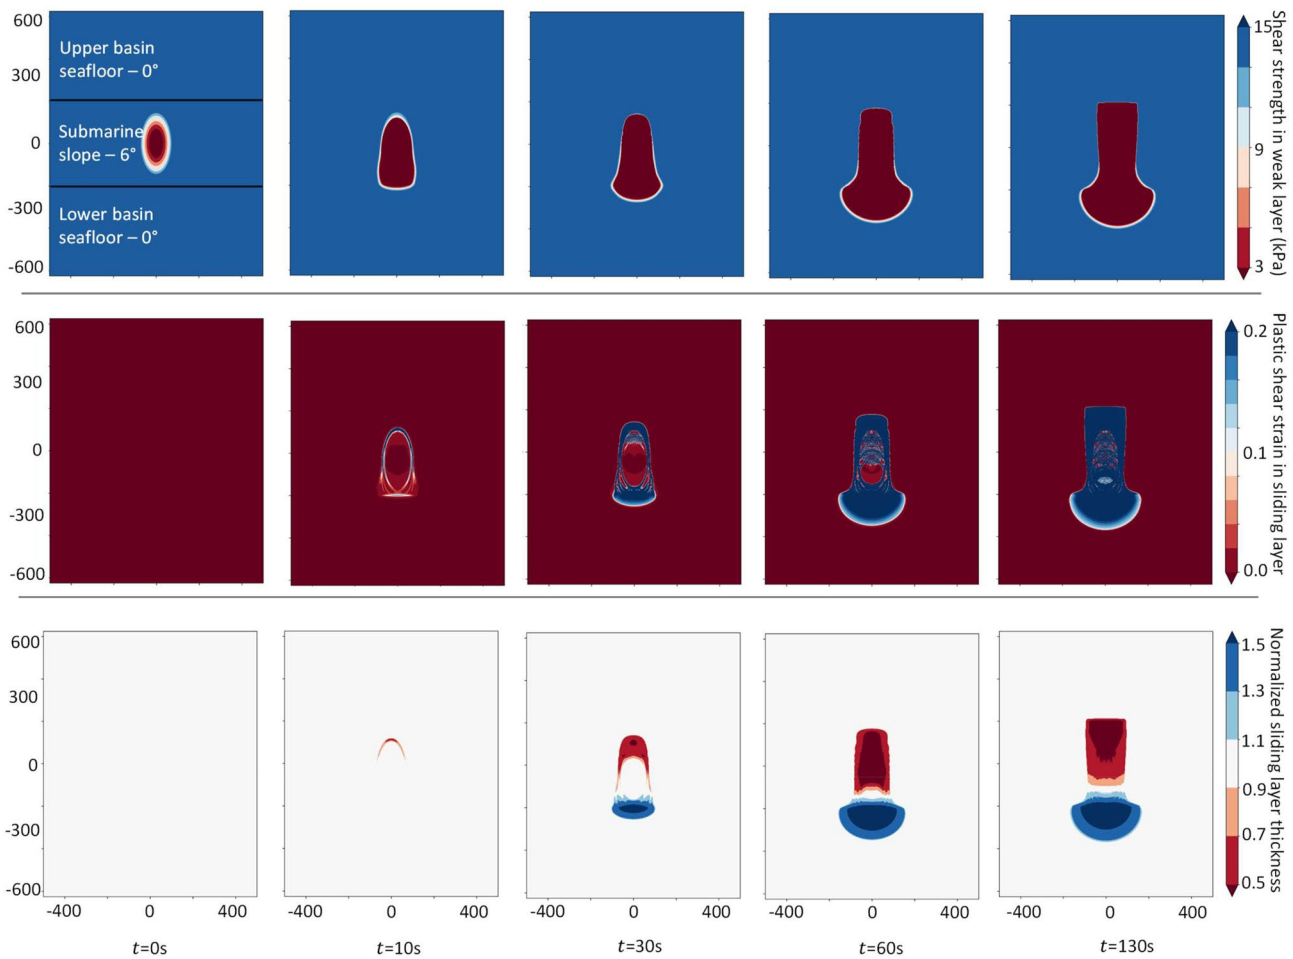 600
300
0
-300
-600
Upper basin
seafloor – 0°
Submarine
slope – 6°
Lower basin
seafloor – 0°
15
9
3
Shear strength in weak layer (kPa)
600
300
0
-300
-600
0.2
0.1
0.0
Plastic shear strain in sliding layer
600
300
0
-300
-600
1.5
1.3
1.1
0.9
0.7
0.5
Normalized sliding layer thickness
-400 0 400 -400 0 400 -400 0 400 -400 0 400 -400 0 400
t=0s t=10s t=30s t=60s t=130s